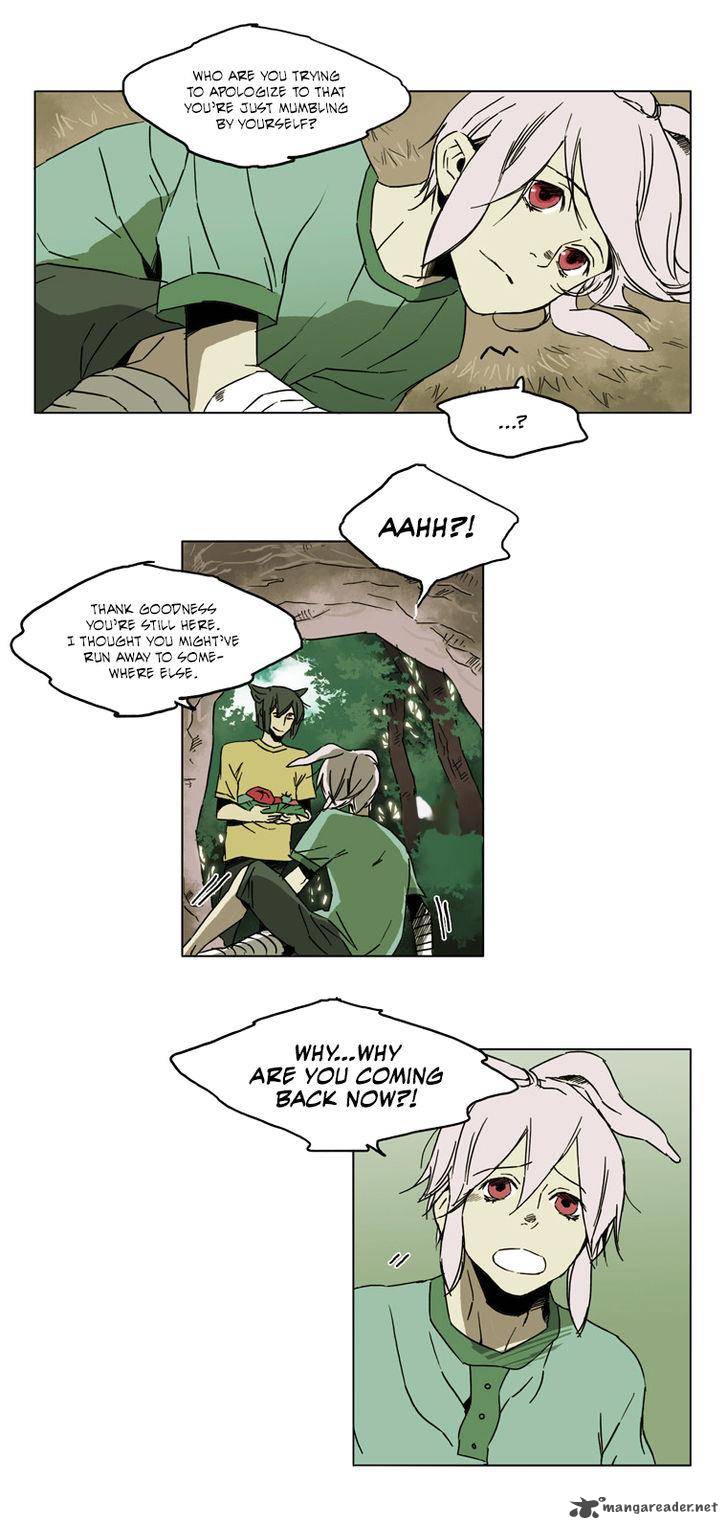 WHO ARE YOU TRYING
TO APOLOGIZE TO THAT
YOU'RE JUST MUMBLING
BY YOURSELF?
...?
AAHH?!
THANK GOODNESS
YOU'RE STILL HERE.
I THOUGHT YOU MIGHT'VE
RUN AWAY TO SOME-
WHERE ELSE.
WHY...WHY
ARE YOU COMING
BACK NOW?!
mangareader.net